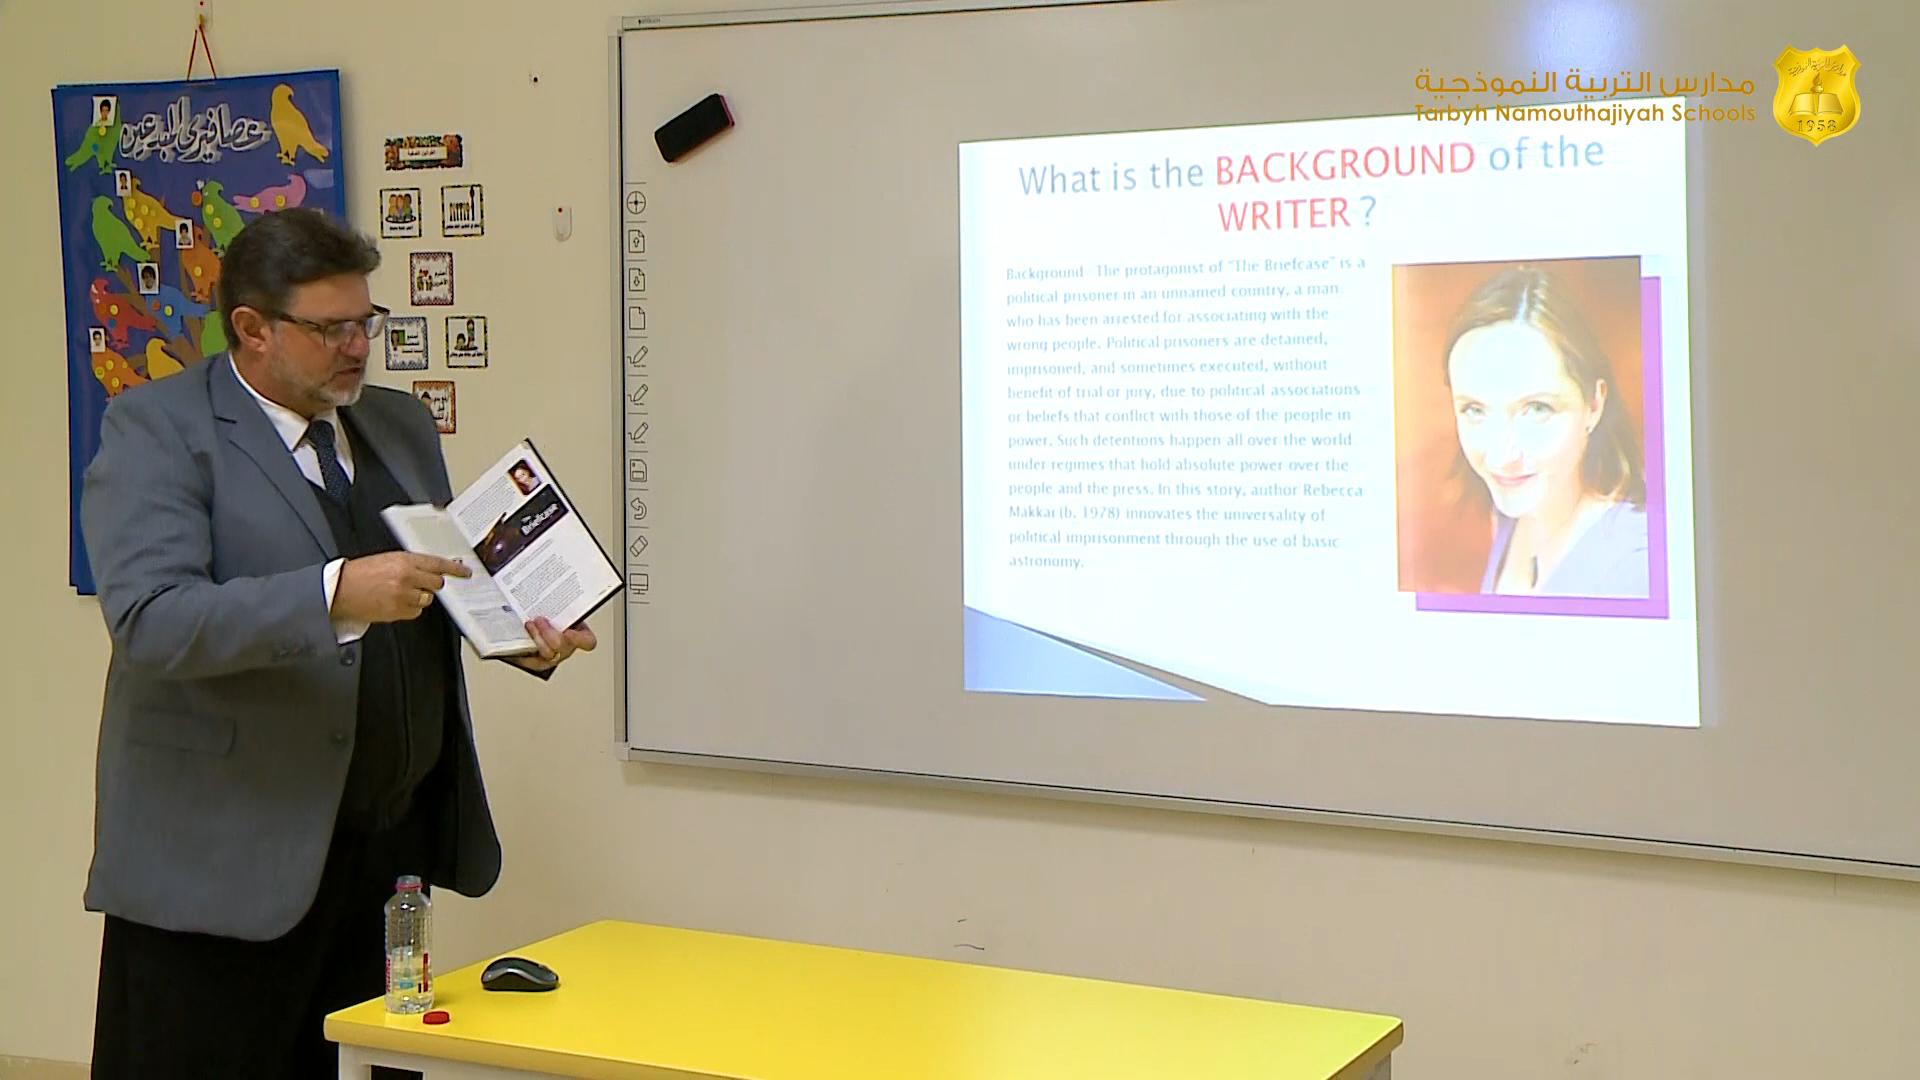 مدارس التربية النموذجية
Tarbyh Namouthajiyah Schools
1958
What is the BACKGROUND of the
WRITER ?
Background The protagonist of "The Briefcase" is a
political prisoner in an unnamed country, a man
who has been arrested for associating with the
wrong people. Political prisoners are detained,
imprisoned, and sometimes executed, without
benefit of trial or jury, due to political associations
or beliefs that conflict with those of the people in
power. Such detentions happen all over the world
under regimes that hold absolute power over the
people and the press. In this story, author Rebecca
Makkai (b. 1978) innovates the universality of
political imprisonment through the use of basic
astronomy.
The
Briefcase
عصافيري المبدعين
القوانين الصفية